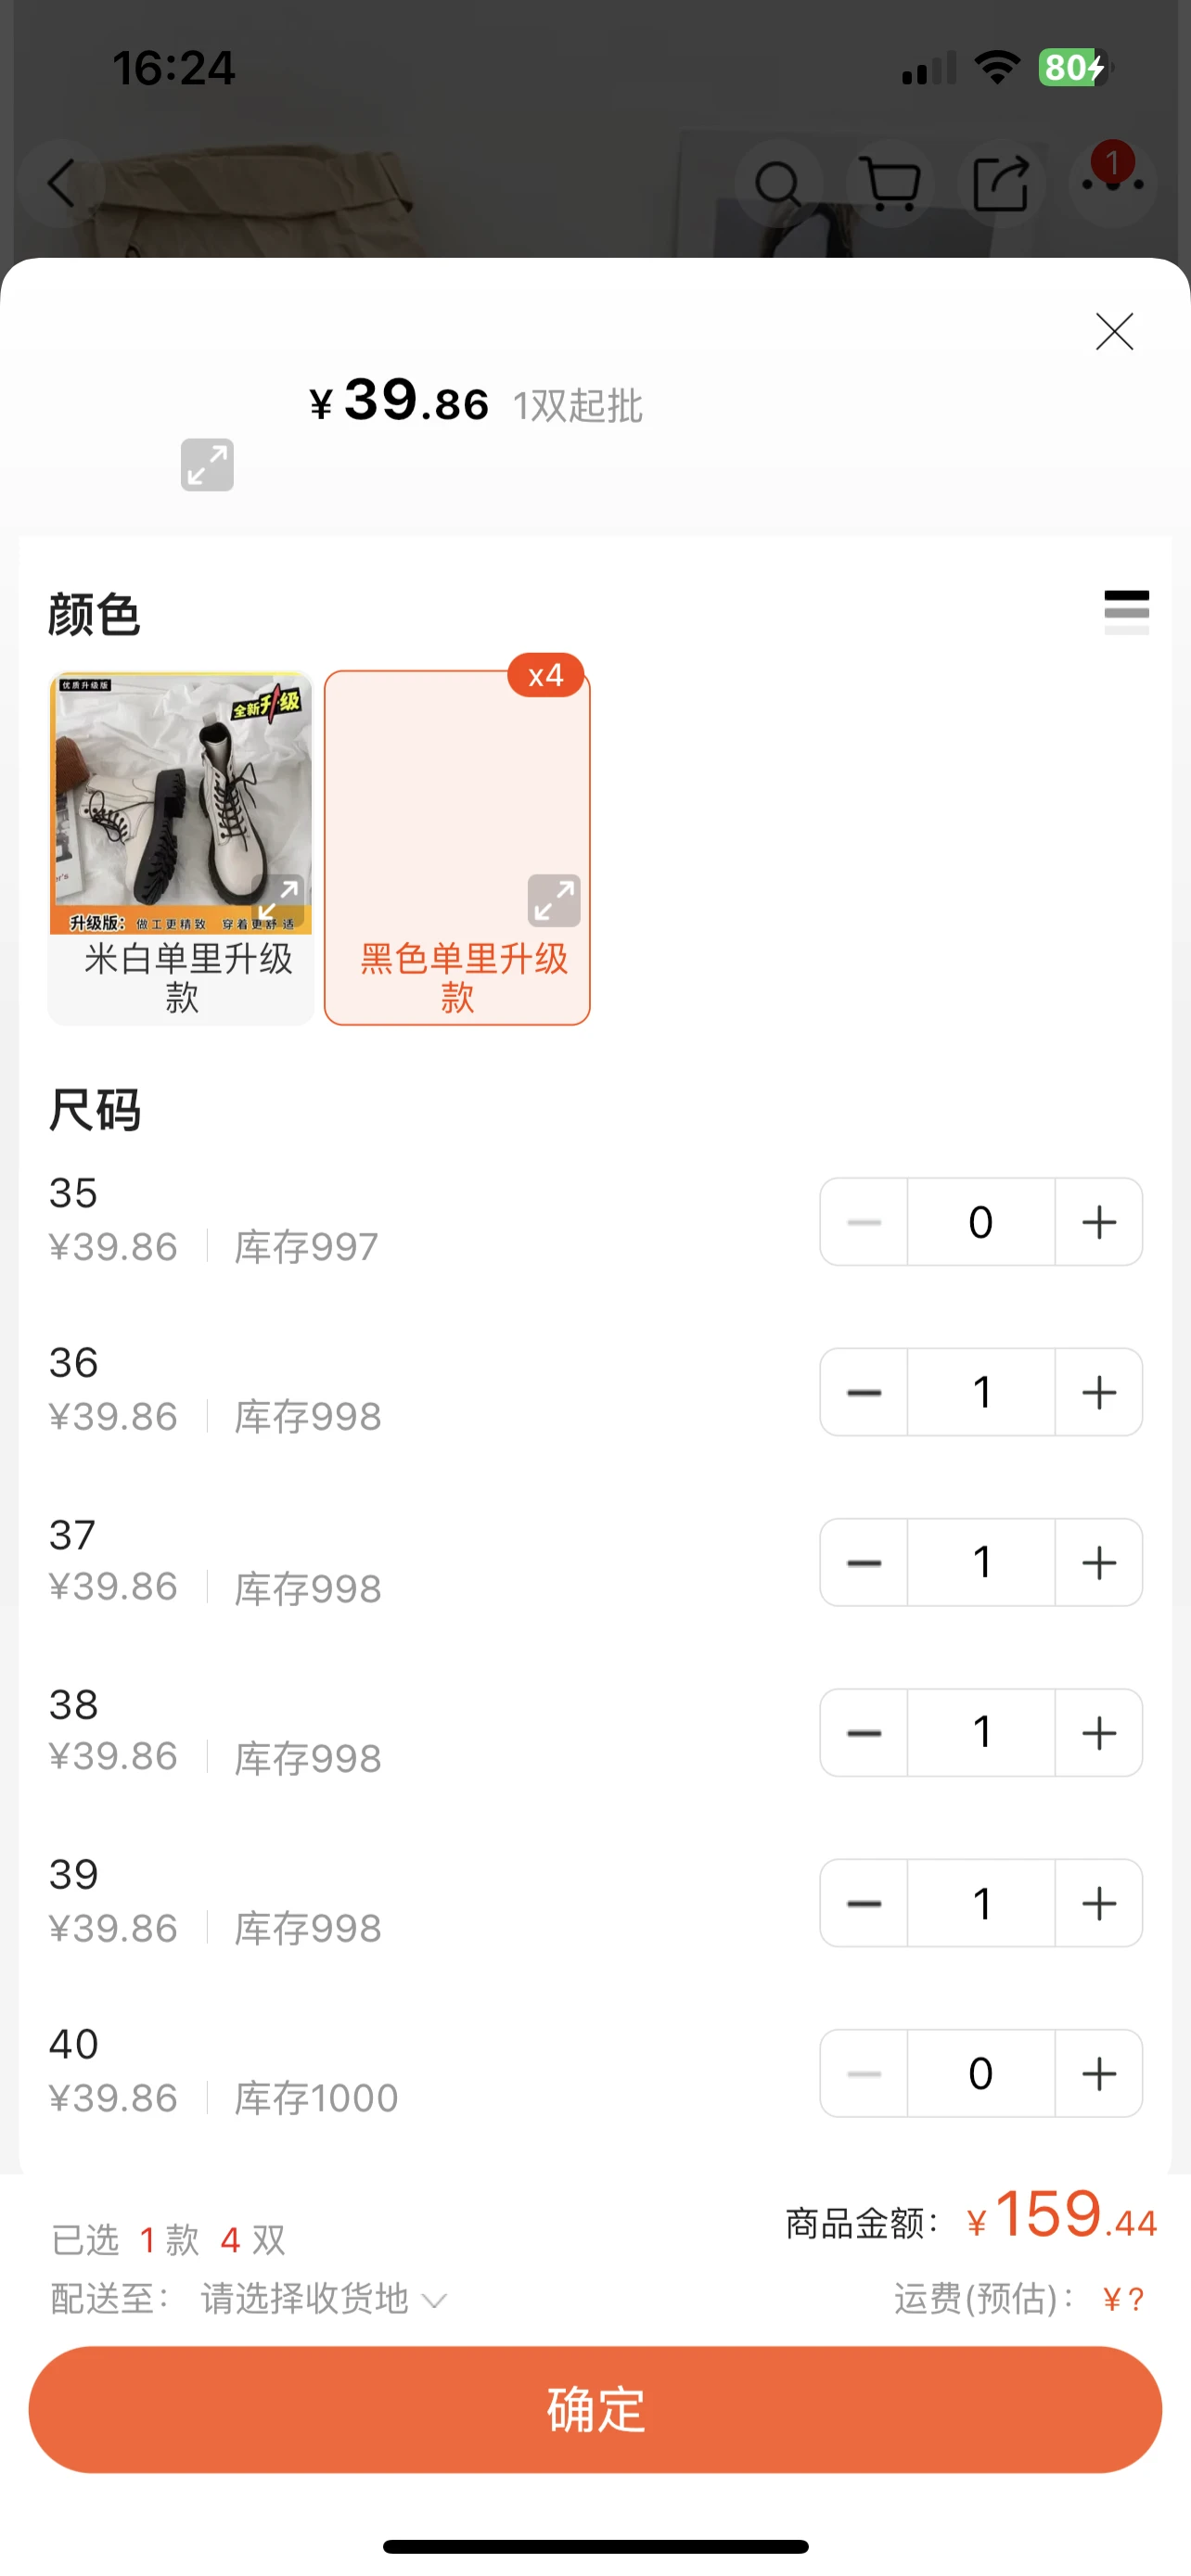 16:24
80
1
¥39.86 1双起批
颜色
x4
优质升级版
全新升级
升级版: 做工更精致 穿着更舒适
米白单里升级
款
黑色单里升级
款
尺码
35
¥39.86 库存997
0
36
¥39.86 库存998
1
37
¥39.86 库存998
1
38
¥39.86 库存998
1
39
¥39.86 库存998
1
40
¥39.86 库存1000
0
已选 1 款 4 双
商品金额: ¥159.44
配送至: 请选择收货地
运费(预估): ¥?
确定